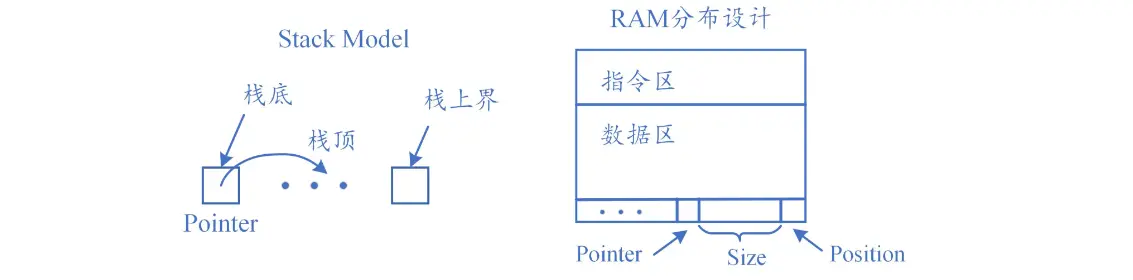 Stack Model
栈底
栈上界
栈顶
Pointer
RAM分布设计
指令区
数据区
Pointer
Size
Position